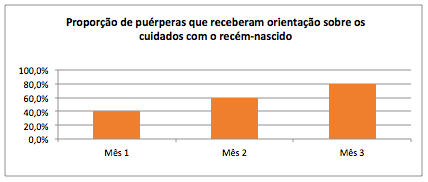 Proporção de puérperas que receberam orientação sobre os
cuidados com o recém-nascido
100,0%
80,0%
60,0%
40,0%
20,0%
0,0%
Mês 1
Mês 2
Mês 3